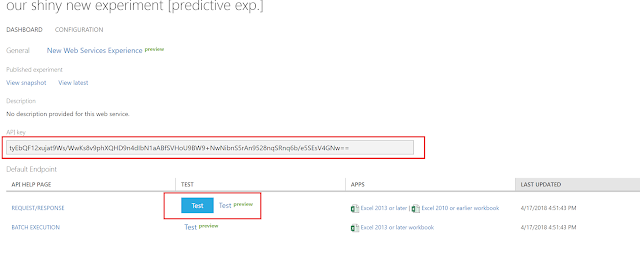 our shiny new experiment [predictive exp.]
DASHBOARD CONFIGURATION
General New Web Services Experience preview
Published experiment
View snapshot View latest
Description
No description provided for this web service.
API key
tyEbQF12xujat9Ws/WwKs8v9phXQHD9n4dIbN1aABfSVHoU9BW9+NwNibnS5rAn9528nqSRnq6b/e5SEsV4GNw==
Default Endpoint
API HELP PAGE TEST APPS LAST UPDATED
REQUEST/RESPONSE Test Test preview Excel 2013 or later | Excel 2010 or earlier workbook 4/17/2018 4:51:43 PM
BATCH EXECUTION Test preview Excel 2013 or later workbook 4/17/2018 4:51:43 PM